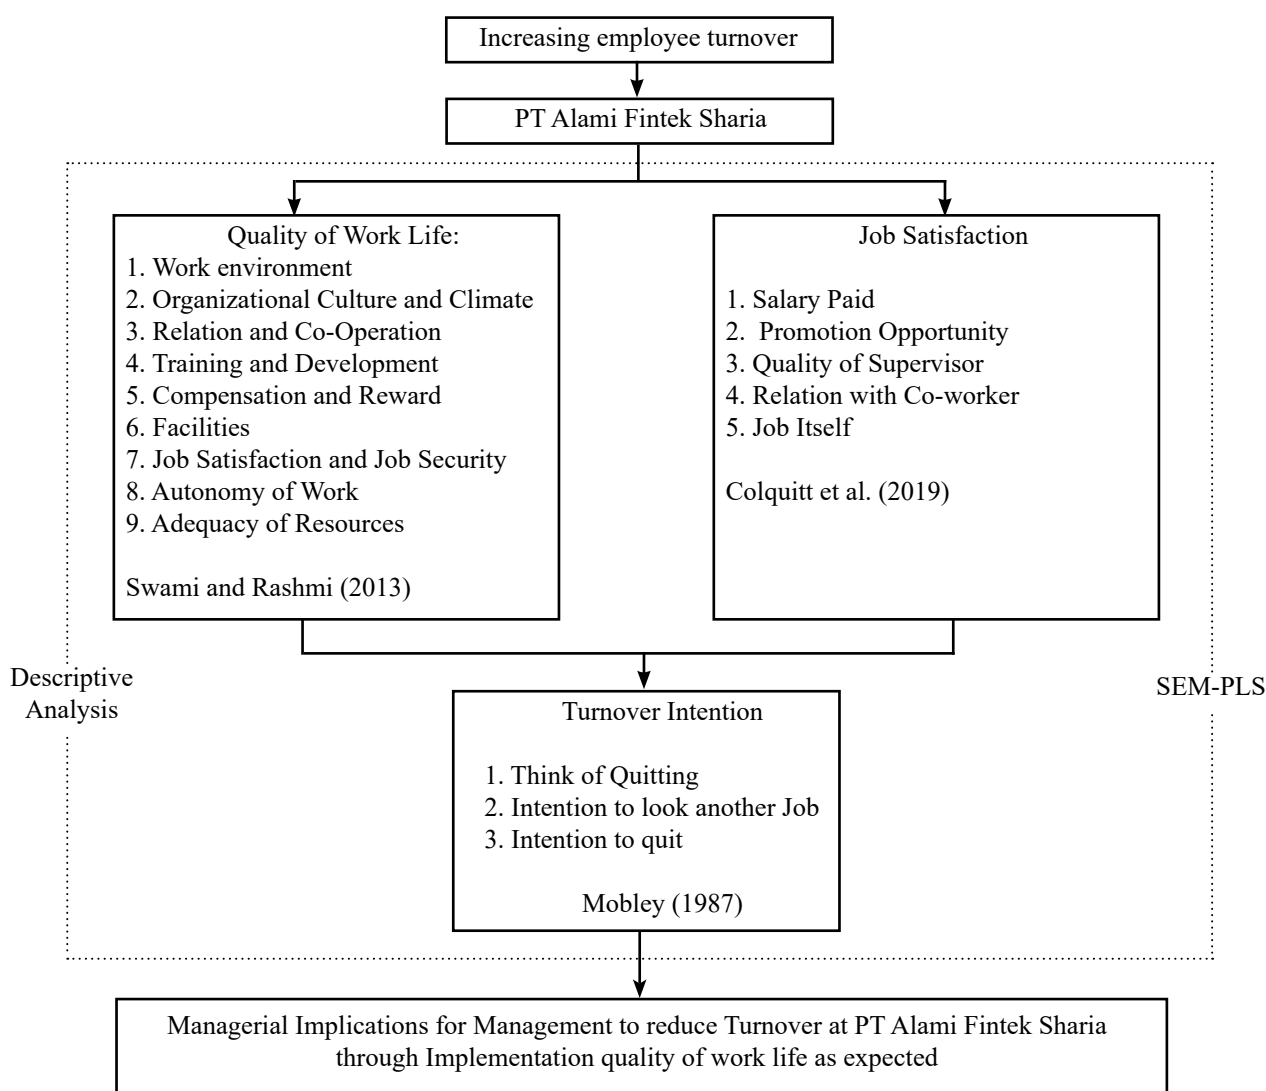 Increasing employee turnover
PT Alami Fintek Sharia
Quality of Work Life:
1. Work environment
2. Organizational Culture and Climate
3. Relation and Co-Operation
4. Training and Development
5. Compensation and Reward
6. Facilities
7. Job Satisfaction and Job Security
8. Autonomy of Work
9. Adequacy of Resources
Swami and Rashmi (2013)
Job Satisfaction
1. Salary Paid
2.  Promotion Opportunity
3. Quality of Supervisor
4. Relation with Co-worker
5. Job Itself
Colquitt et al. (2019)
Descriptive
Analysis
SEM-PLS
Turnover Intention
1. Think of Quitting
2. Intention to look another Job
3. Intention to quit
Mobley (1987)
Managerial Implications for Management to reduce Turnover at PT Alami Fintek Sharia
through Implementation quality of work life as expected